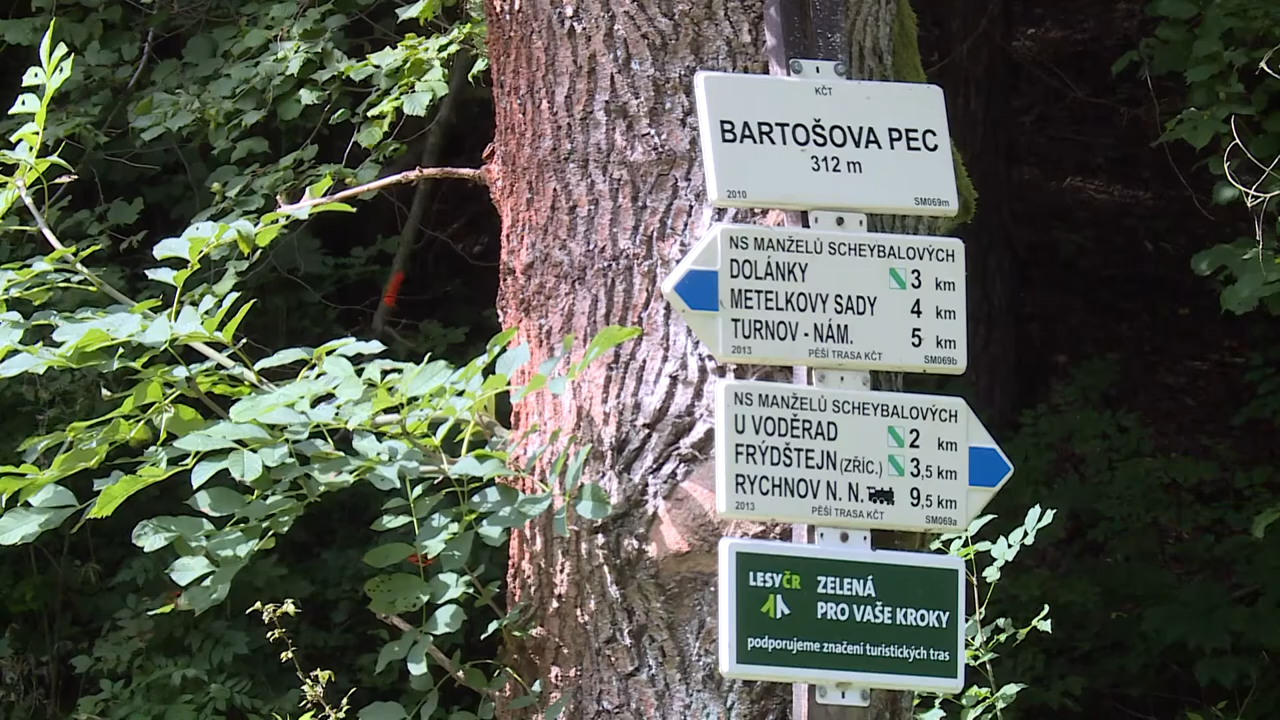 KČT
BARTOŠOVA PEC
312 m
2010 SM069m
NS MANŽELŮ SCHEYBALOVÝCH
DOLÁNKY 3 km
METELKOVY SADY 4 km
TURNOV - NÁM. 5 km
2013 PĚŠÍ TRASA KČT SM069b
NS MANŽELŮ SCHEYBALOVÝCH
U VODĚRAD 2 km
FRÝDŠTEJN (ZŘÍC.) 3,5 km
RYCHNOV N. N. 9,5 km
2013 PĚŠÍ TRASA KČT SM069a
LESYČR ZELENÁ
PRO VAŠE KROKY
podporujeme značení turistických tras